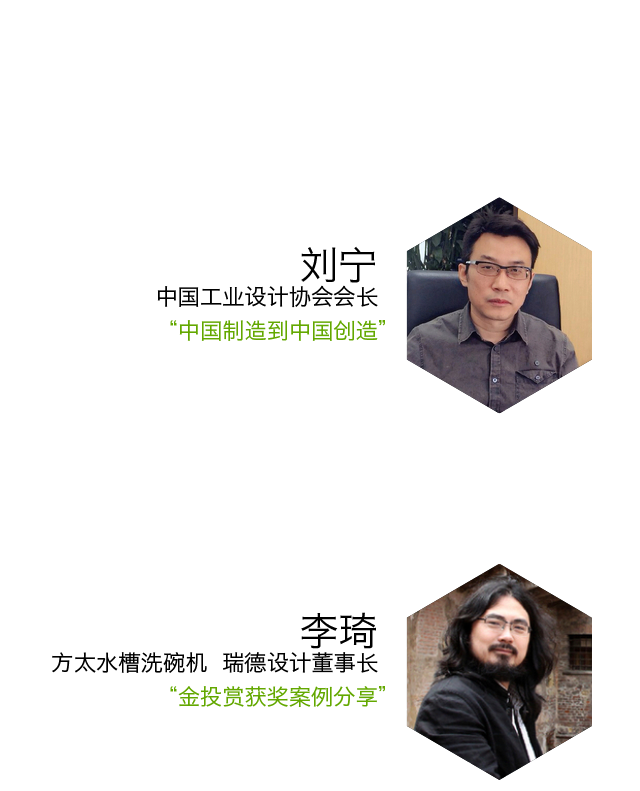 刘宁
中国工业设计协会会长
“中国制造到中国创造”
李琦
方太水槽洗碗机 瑞德设计董事长
“金投赏获奖案例分享”